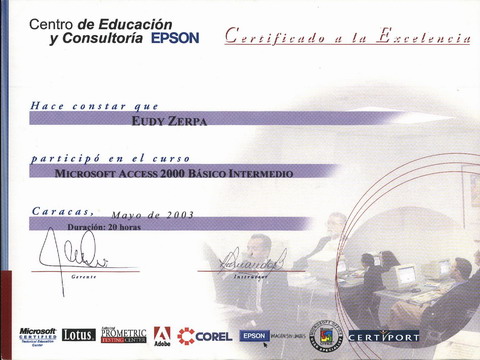 Centro de Educación
y Consultoría EPSON
Certificado a la Excelencia
Hace constar que
EUDY ZERPA
participó en el curso
MICROSOFT ACCESS 2000 BÁSICO INTERMEDIO
Caracas, Mayo de 2003
Duración: 20 horas
Gerente
Instructor
Microsoft
CERTIFIED
Technical Education
Center
Lotus.
PROMETRIC
TESTING CENTER
Adobe
COREL
EPSON
CERTIPORT